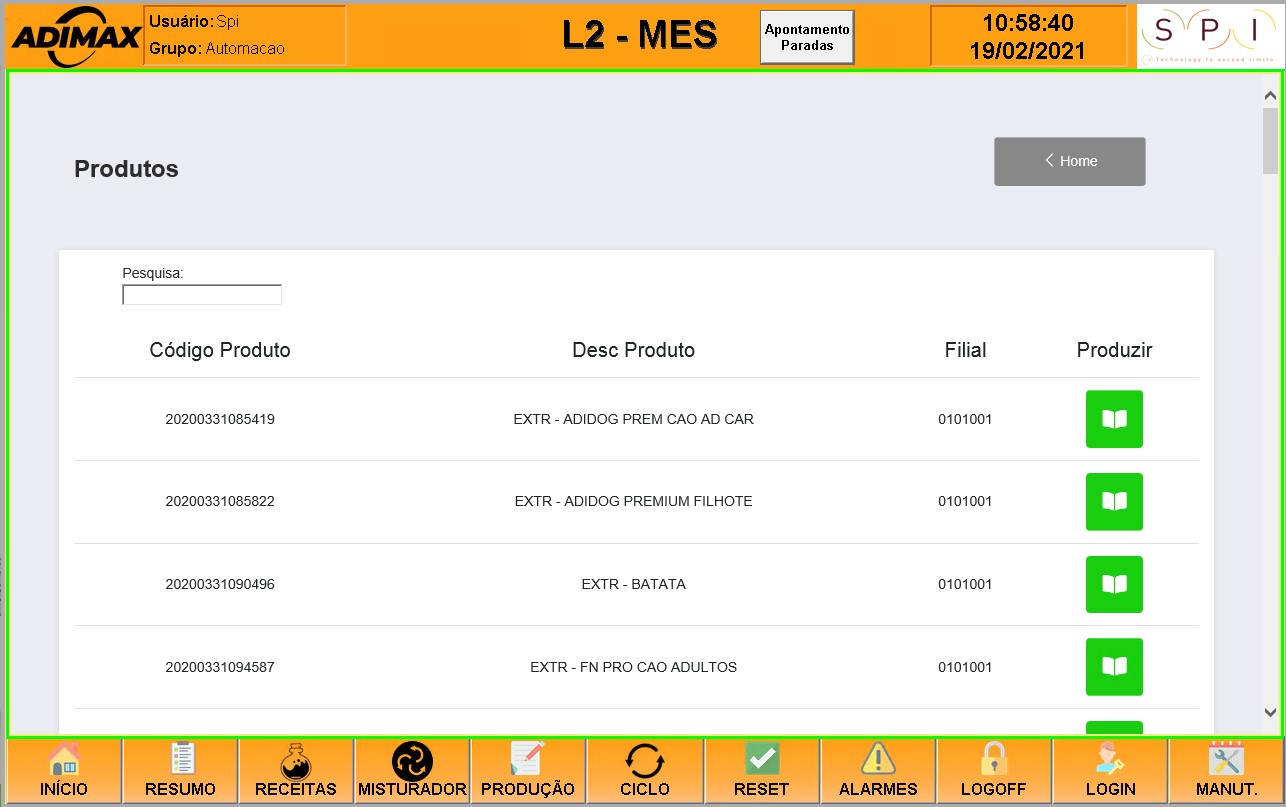 ADIMAX
Usuário: Spi
Grupo: Automacao
L2 - MES
Apontamento
Paradas
10:58:40
19/02/2021
SPI
Technology to exceed limits.
Produtos
Home
Pesquisa:
Código Produto Desc Produto Filial Produzir
20200331085419 EXTR - ADIDOG PREM CAO AD CAR 0101001
20200331085822 EXTR - ADIDOG PREMIUM FILHOTE 0101001
20200331090496 EXTR - BATATA 0101001
20200331094587 EXTR - FN PRO CAO ADULTOS 0101001
INÍCIO RESUMO RECEITAS MISTURADOR PRODUÇÃO CICLO RESET ALARMES LOGOFF LOGIN MANUT.